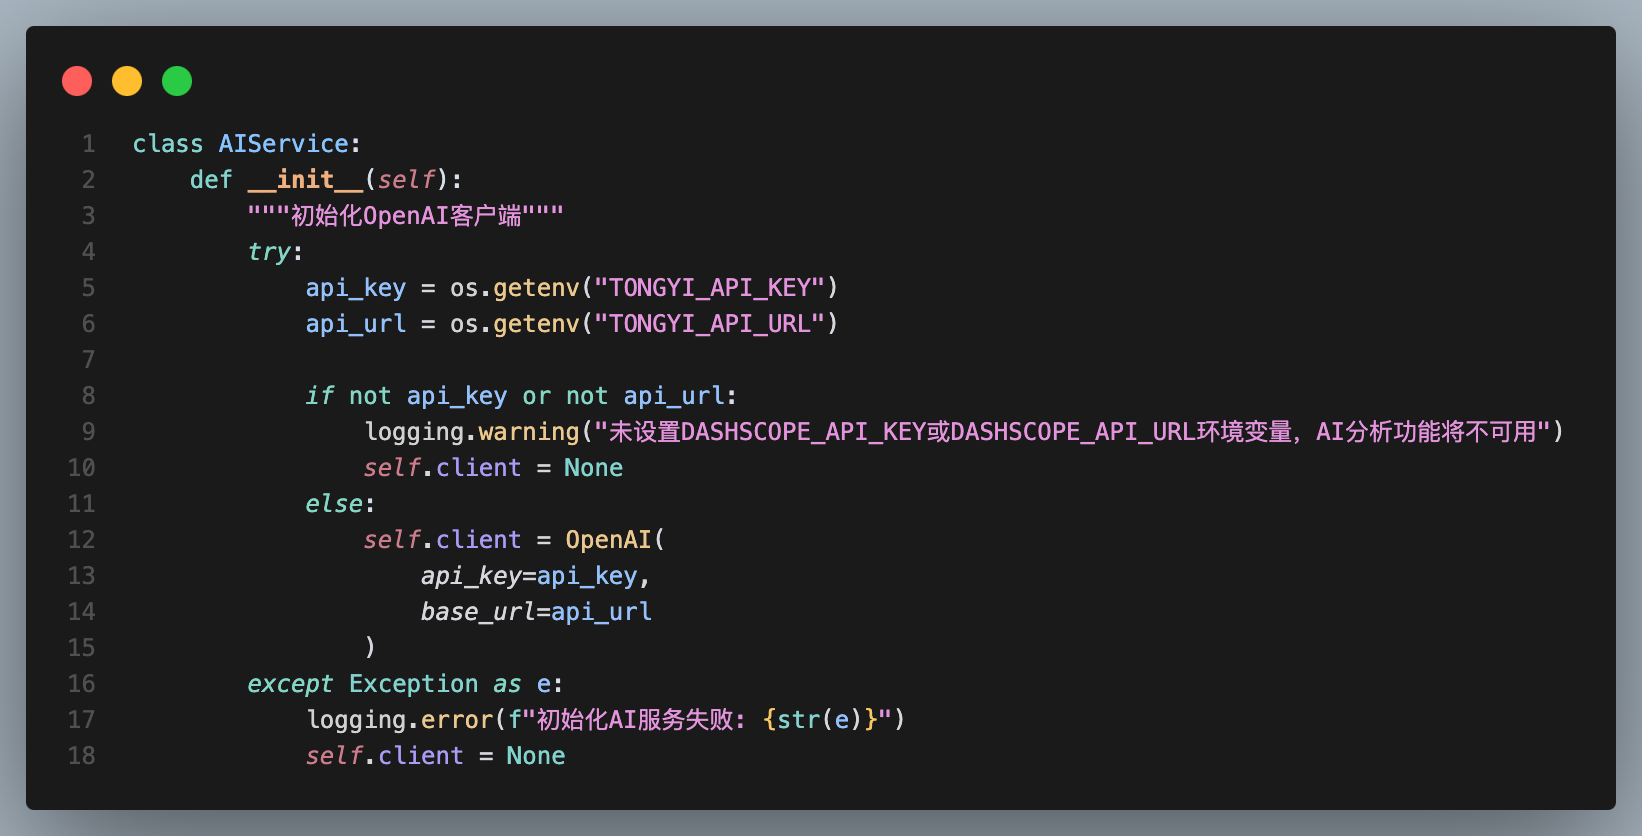 1 class AIService:
2     def __init__(self):
3         """初始化OpenAI客户端"""
4         try:
5             api_key = os.getenv("TONGYI_API_KEY")
6             api_url = os.getenv("TONGYI_API_URL")
7
8             if not api_key or not api_url:
9                 logging.warning("未设置DASHSCOPE_API_KEY或DASHSCOPE_API_URL环境变量，AI分析功能将不可用")
10                 self.client = None
11             else:
12                 self.client = OpenAI(
13                     api_key=api_key,
14                     base_url=api_url
15                 )
16         except Exception as e:
17             logging.error(f"初始化AI服务失败: {str(e)}")
18             self.client = None